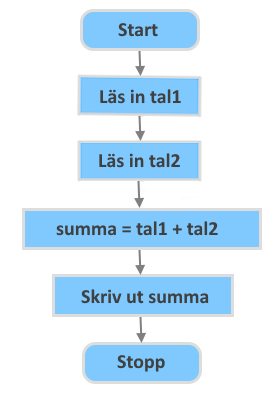 Start
Läs in tal1
Läs in tal2
summa = tal1 + tal2
Skriv ut summa
Stopp